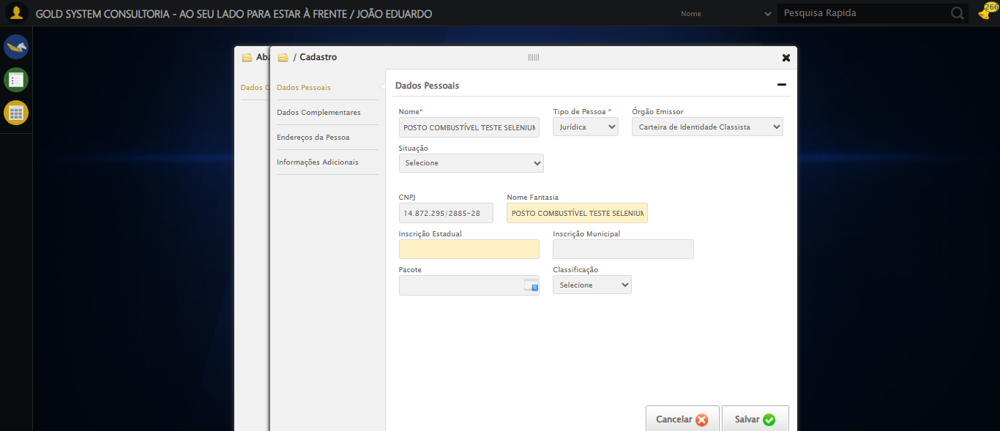 GOLD SYSTEM CONSULTORIA - AO SEU LADO PARA ESTAR À FRENTE / JOÃO EDUARDO
Nome
Pesquisa Rapida
266
Aba
/ Cadastro
Dados G
Dados Pessoais
Dados Complementares
Endereços da Pessoa
Informações Adicionais
Dados Pessoais
Nome*
Tipo de Pessoa *
Órgão Emissor
POSTO COMBUSTÍVEL TESTE SELENIUM
Jurídica
Carteira de Identidade Classista
Situação
Selecione
CNPJ
Nome Fantasia
14.872.295/2885-28
POSTO COMBUSTÍVEL TESTE SELENIUM
Inscrição Estadual
Inscrição Municipal
Pacote
Classificação
Selecione
Cancelar
Salvar